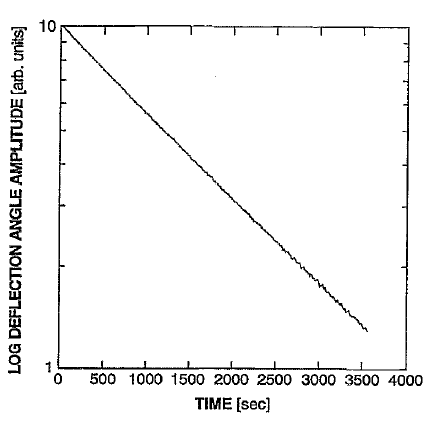 LOG DEFLECTION ANGLE AMPLITUDE [arb. units]
10
1
0 500 1000 1500 2000 2500 3000 3500 4000
TIME [sec]